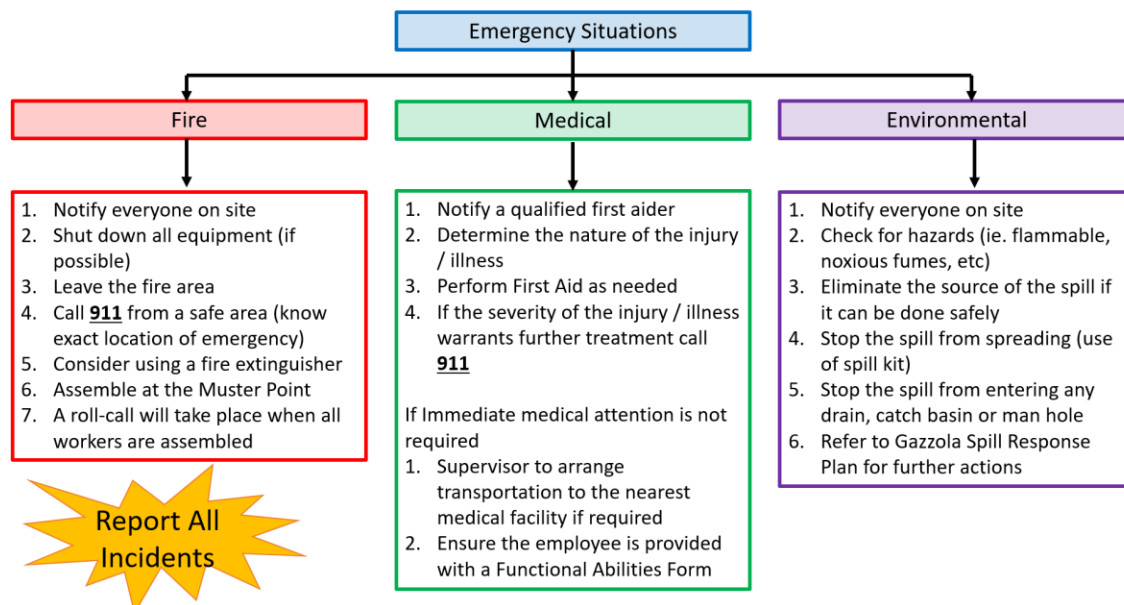 Emergency Situations
Fire
1. Notify everyone on site
2. Shut down all equipment (if
possible)
3. Leave the fire area
4. Call 911 from a safe area (know
exact location of emergency)
5. Consider using a fire extinguisher
6. Assemble at the Muster Point
7. A roll-call will take place when all
workers are assembled
Report All
Incidents
Medical
1. Notify a qualified first aider
2. Determine the nature of the injury
/ illness
3. Perform First Aid as needed
4. If the severity of the injury / illness
warrants further treatment call
911
If Immediate medical attention is not
required
1. Supervisor to arrange
transportation to the nearest
medical facility if required
2. Ensure the employee is provided
with a Functional Abilities Form
Environmental
1. Notify everyone on site
2. Check for hazards (ie. flammable,
noxious fumes, etc)
3. Eliminate the source of the spill if
it can be done safely
4. Stop the spill from spreading (use
of spill kit)
5. Stop the spill from entering any
drain, catch basin or man hole
6. Refer to Gazzola Spill Response
Plan for further actions